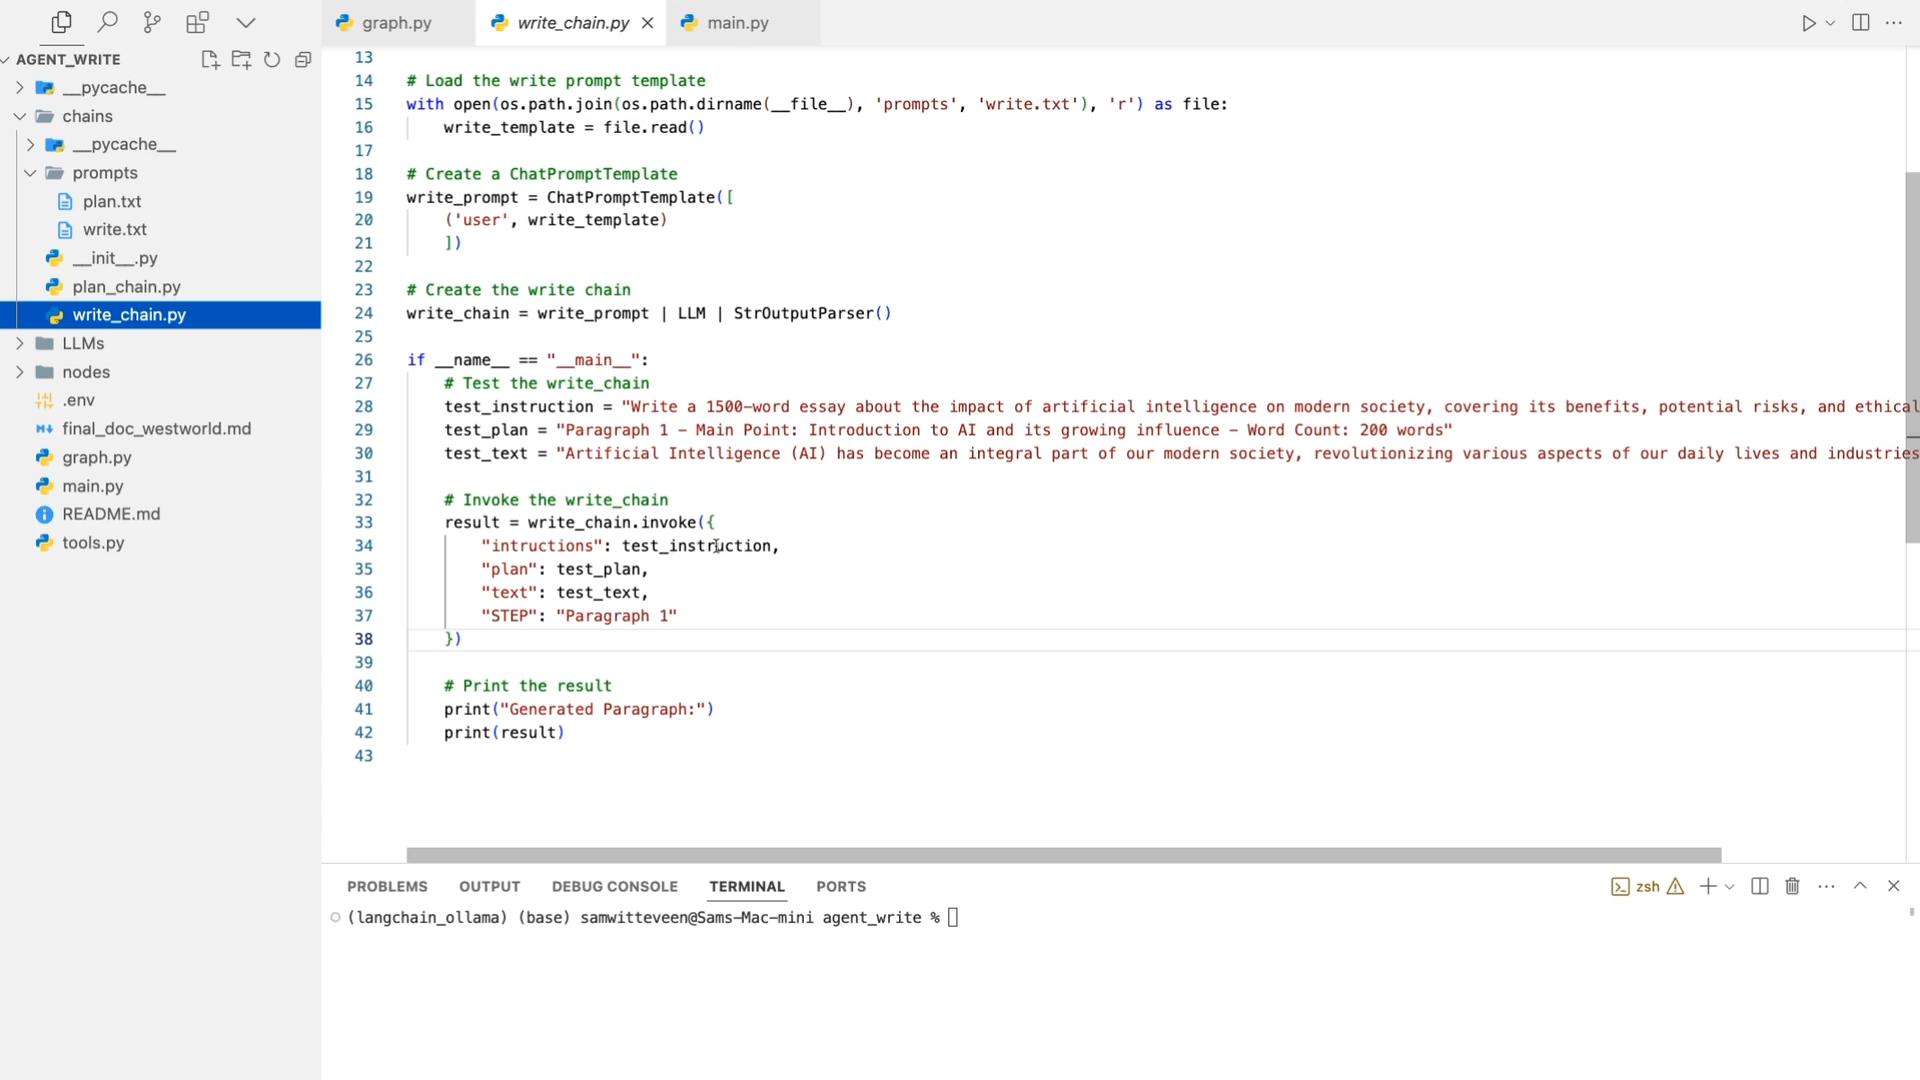 graph.py
write_chain.py
main.py
AGENT_WRITE
__pycache__
chains
__pycache__
prompts
plan.txt
write.txt
__init__.py
plan_chain.py
write_chain.py
LLMs
nodes
.env
final_doc_westworld.md
graph.py
main.py
README.md
tools.py
13
14 # Load the write prompt template
15 with open(os.path.join(os.path.dirname(__file__), 'prompts', 'write.txt'), 'r') as file:
16 write_template = file.read()
17
18 # Create a ChatPromptTemplate
19 write_prompt = ChatPromptTemplate([
20 ('user', write_template)
21 ])
22
23 # Create the write chain
24 write_chain = write_prompt | LLM | StrOutputParser()
25
26 if __name__ == "__main__":
27 # Test the write_chain
28 test_instruction = "Write a 1500-word essay about the impact of artificial intelligence on modern society, covering its benefits, potential risks, and ethical
29 test_plan = "Paragraph 1 - Main Point: Introduction to AI and its growing influence - Word Count: 200 words"
30 test_text = "Artificial Intelligence (AI) has become an integral part of our modern society, revolutionizing various aspects of our daily lives and industries
31
32 # Invoke the write_chain
33 result = write_chain.invoke({
34 "intructions": test_instruction,
35 "plan": test_plan,
36 "text": test_text,
37 "STEP": "Paragraph 1"
38 })
39
40 # Print the result
41 print("Generated Paragraph:")
42 print(result)
43
PROBLEMS OUTPUT DEBUG CONSOLE TERMINAL PORTS
zsh
(langchain_ollama) (base) samwitteveen@Sams-Mac-mini agent_write %